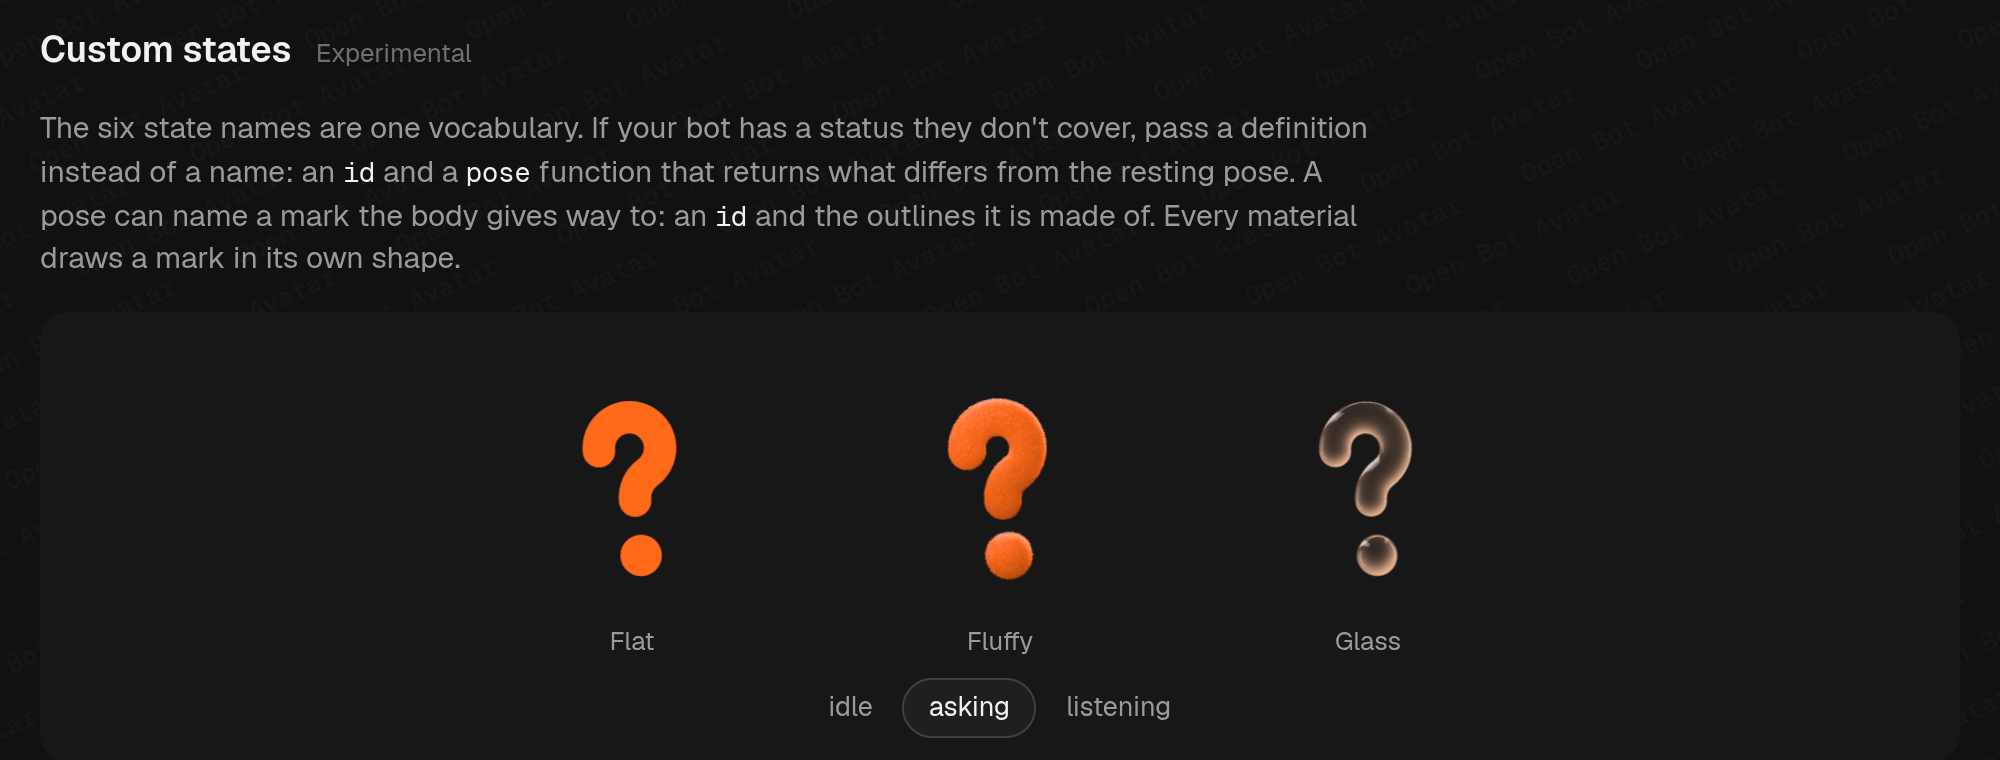 Custom states Experimental
The six state names are one vocabulary. If your bot has a status they don't cover, pass a definition
instead of a name: an id and a pose function that returns what differs from the resting pose. A
pose can name a mark the body gives way to: an id and the outlines it is made of. Every material
draws a mark in its own shape.
? ? ?
Flat Fluffy Glass
idle asking listening
Open Bot Avatar